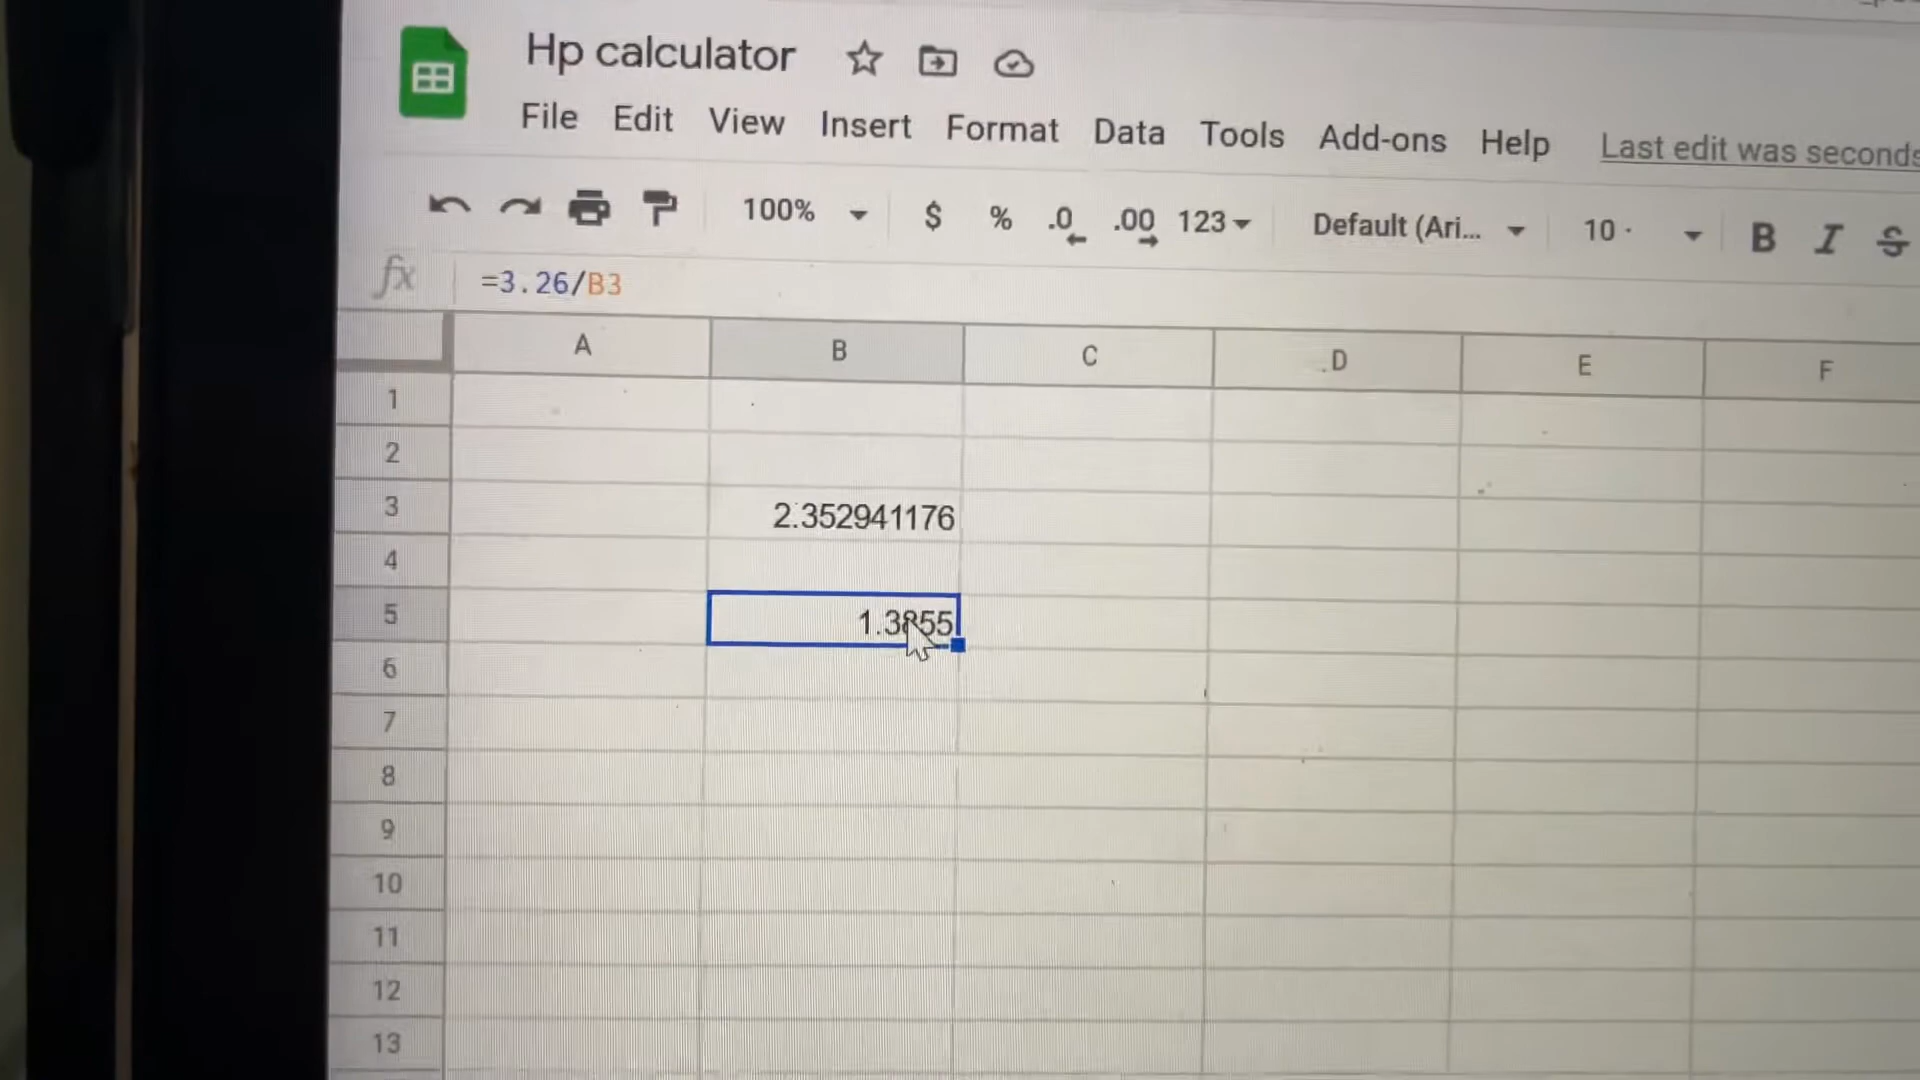 Hp calculator
File Edit View Insert Format Data Tools Add-ons Help Last edit was seconds
100% $ % .0 .00 123 Default (Ari... 10 B I S
fx =3.26/B3
A B C D E F
1
2
3 2.352941176
4
5 1.3855
6
7
8
9
10
11
12
13